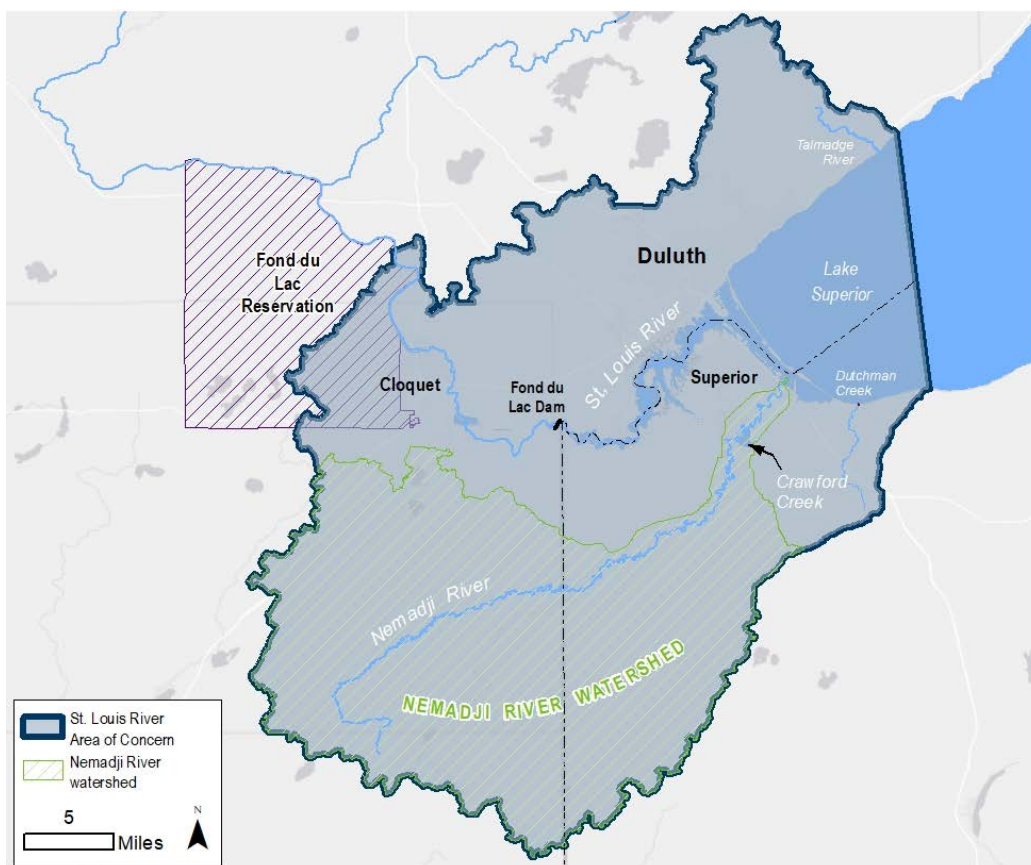 Talmadge
River
Fond du
Lac
Reservation
Duluth
Lake
Superior
St. Louis River
Cloquet
Fond du
Lac Dam
Superior
Dutchman
Creek
Crawford
Creek
Nemadji River
NEMADJI RIVER WATERSHED
St. Louis River
Area of Concern
Nemadji River
watershed
5
Miles
N